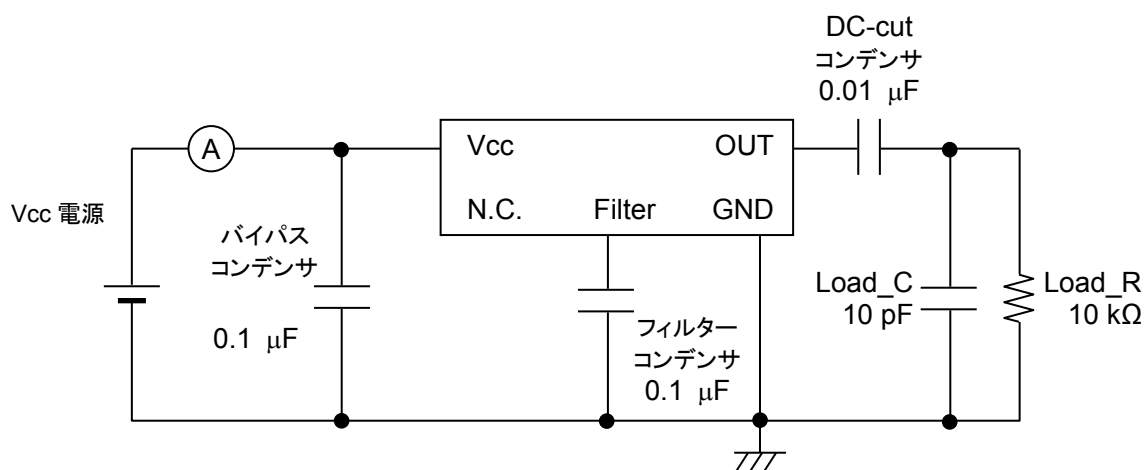 DC-cut
コンデンサ
0.01 μF
A
Vcc
OUT
Vcc 電源
N.C.
Filter
GND
バイパス
コンデンサ
0.1 μF
Load_C
10 pF
Load_R
10 kΩ
フィルター
コンデンサ
0.1 μF